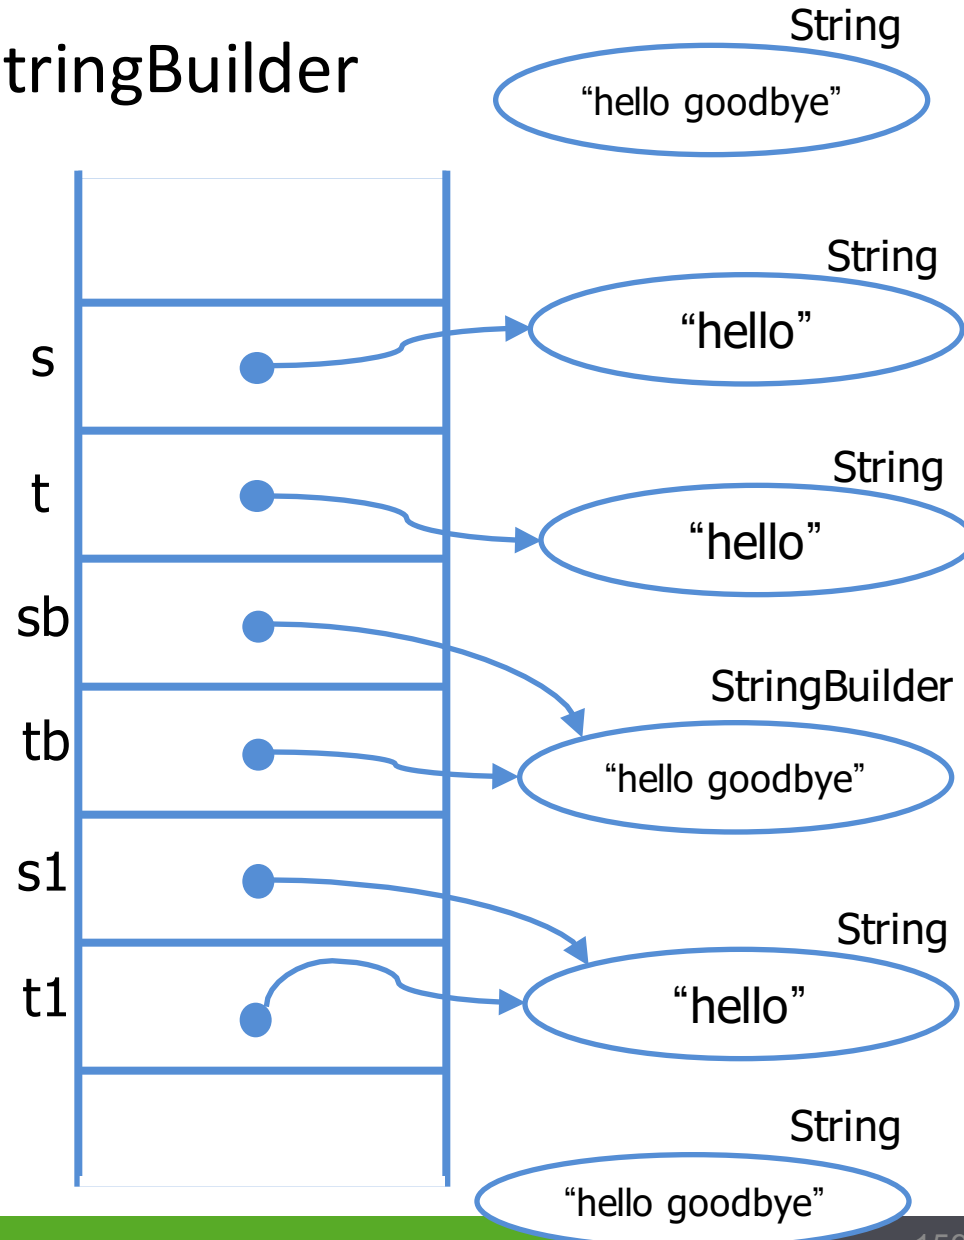 tringBuilder
String
“hello goodbye”
String
s
“hello”
String
t
“hello”
sb
StringBuilder
tb
“hello goodbye”
s1
String
t1
“hello”
String
“hello goodbye”